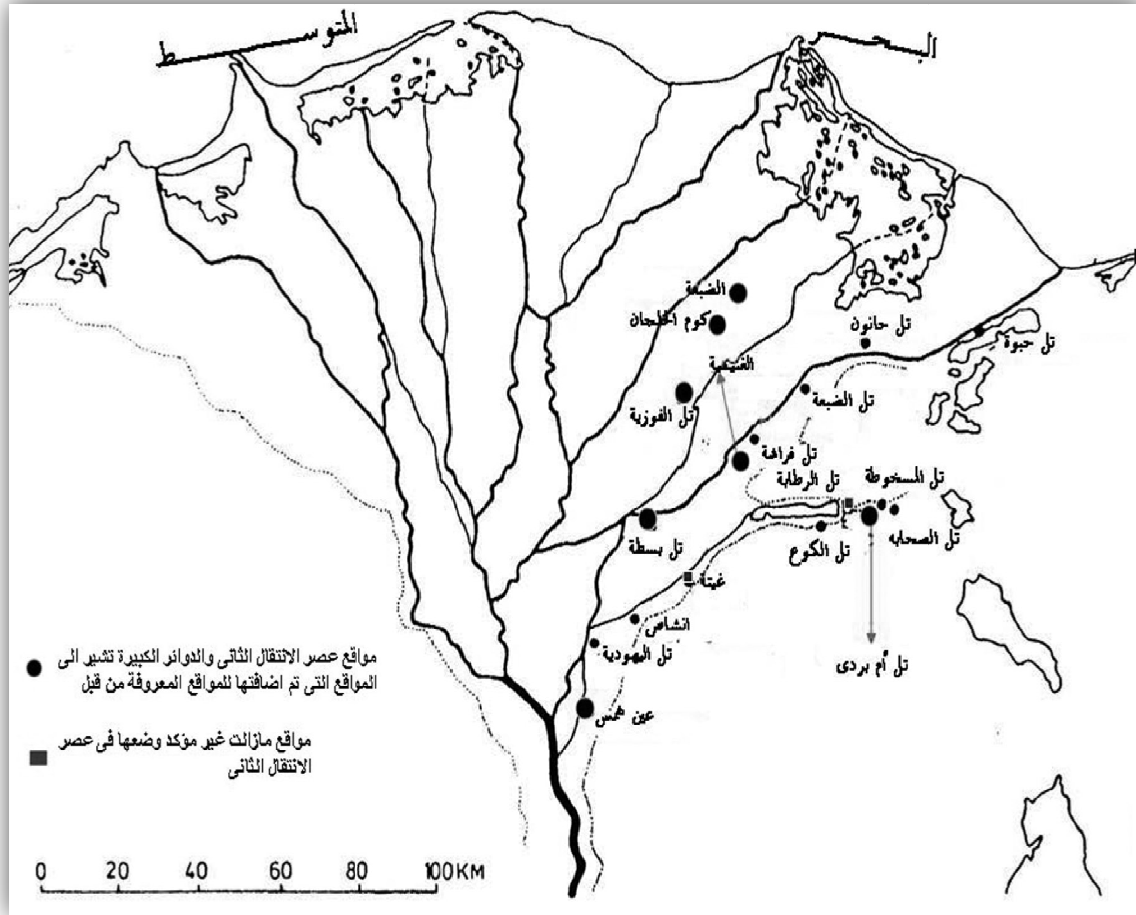 البحر
المتوسط
الضبعة
كوم الخلجان
تل حانون
تل حبوة
الغنيمية
تل الفوزية
تل الضبعة
تل فراشة
تل الرطابة
تل المسخوطة
تل الصحابه
تل الكوع
تل بسطة
غيتة
انشاص
تل اليهودية
تل أم بردى
عين شمس
مواقع عصر الانتقال الثانى والدوائر الكبيرة تشير الى
المواقع التى تم اضافتها للمواقع المعروفة من قبل
مواقع مازالت غير مؤكد وضعها فى عصر
الانتقال الثانى
0 20 40 60 80 100 KM